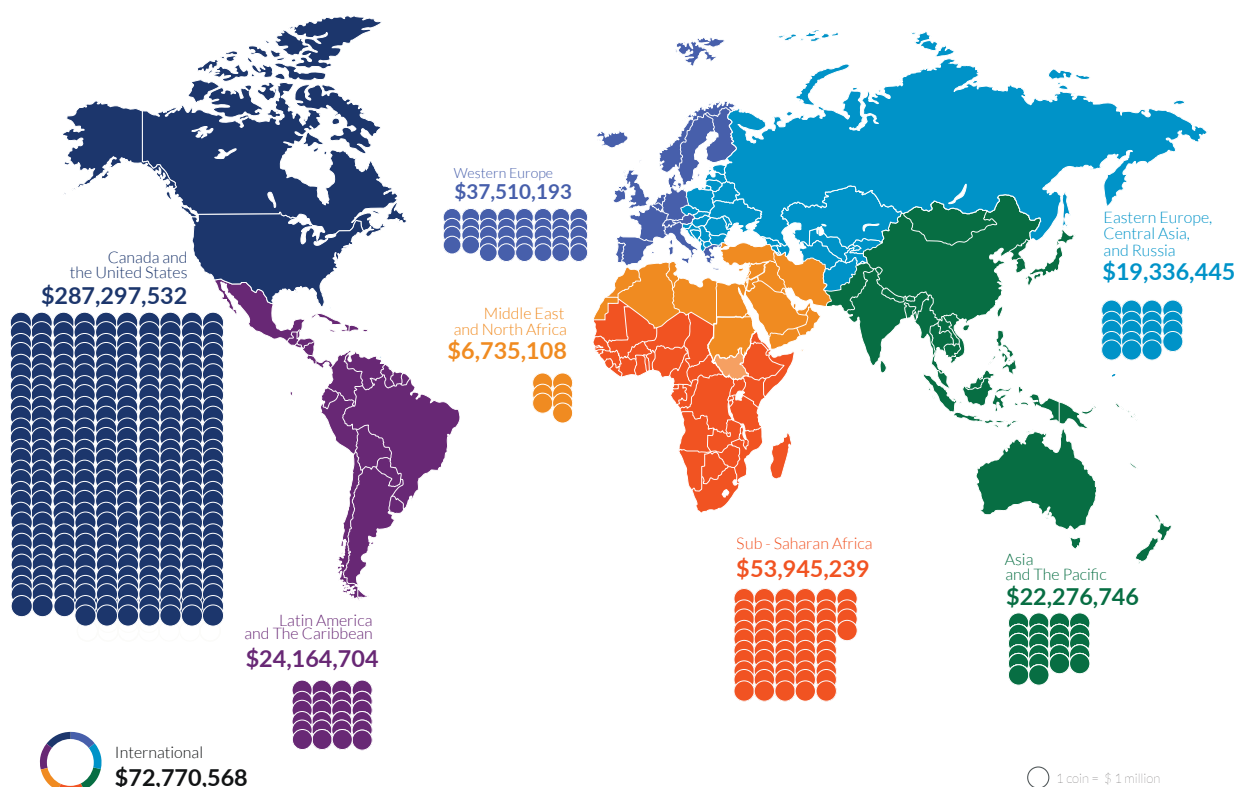 Western Europe
$37,510,193
Eastern Europe,
Central Asia,
and Russia
$19,336,445
Canada and
the United States
$287,297,532
Middle East
and North Africa
$6,735,108
Sub - Saharan Africa
$53,945,239
Asia
and The Pacific
$22,276,746
Latin America
and The Caribbean
$24,164,704
International
$72,770,568
1 coin = $ 1 million